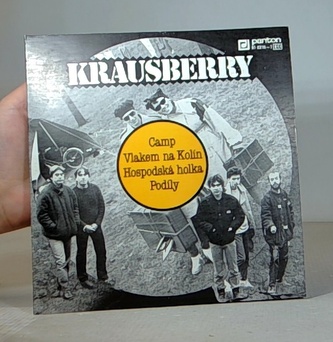 panton
KRAUSBERRY
Camp
Vlakem na Kolín
Hospodská holka
Podíly